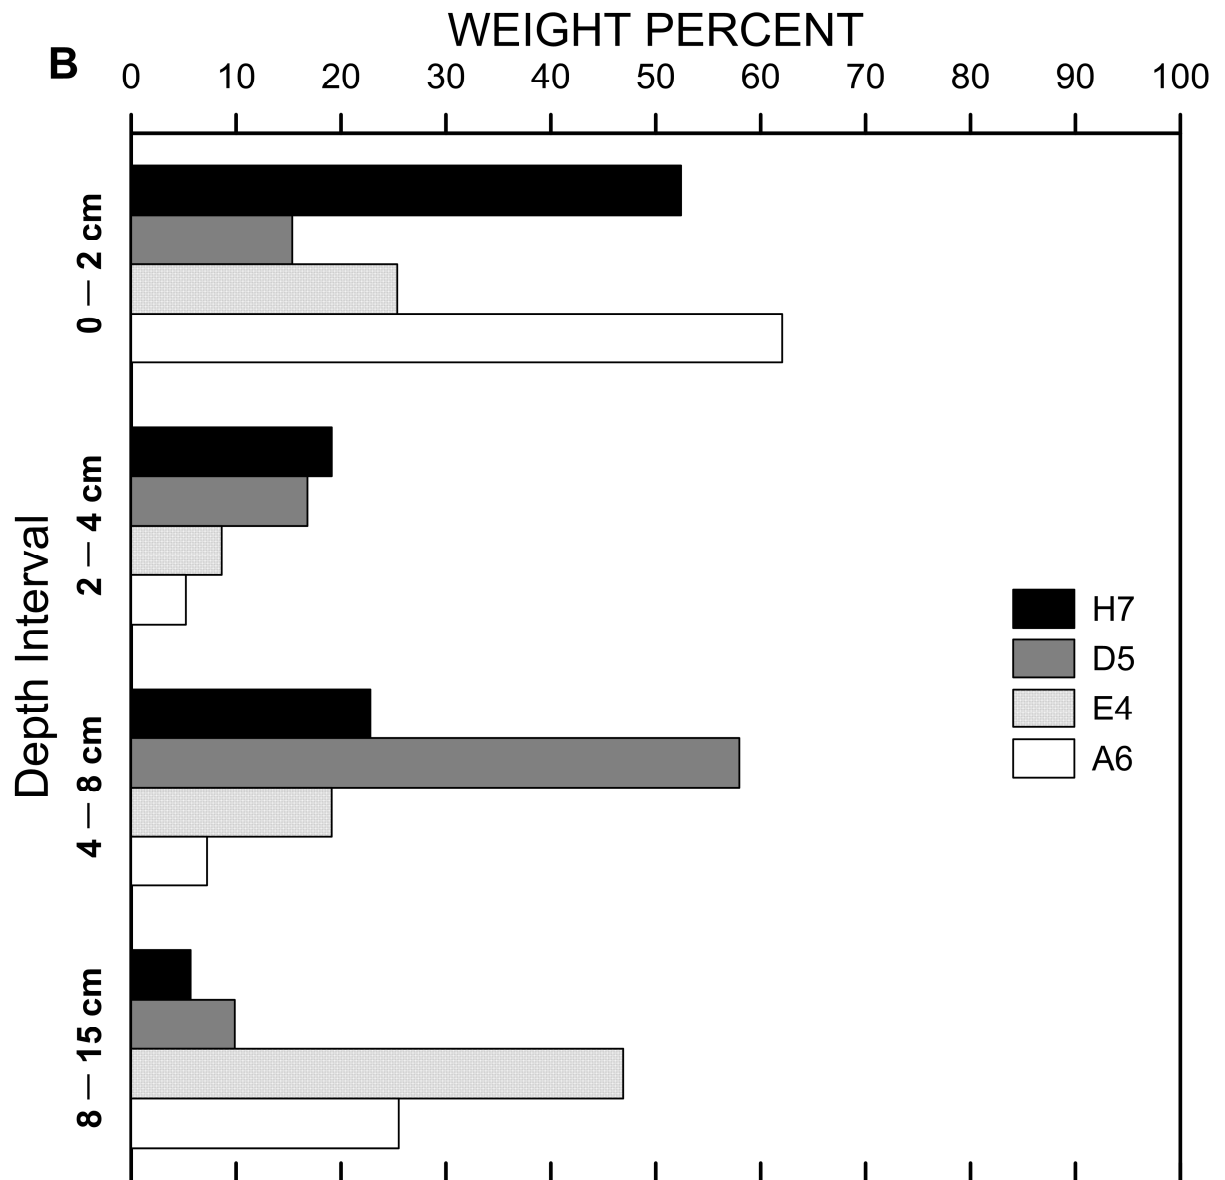 WEIGHT PERCENT
B
0 10 20 30 40 50 60 70 80 90 100
Depth Interval
0 — 2 cm
2 — 4 cm
4 — 8 cm
8 — 15 cm
H7
D5
E4
A6